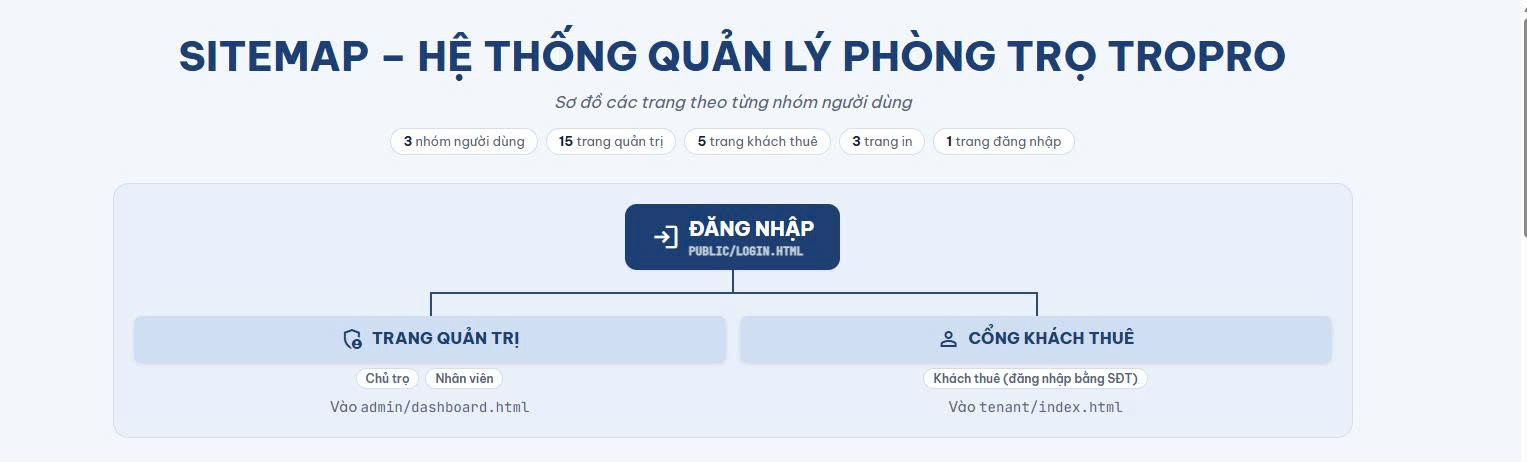 SITEMAP – HỆ THỐNG QUẢN LÝ PHÒNG TRỌ TROPRO
Sơ đồ các trang theo từng nhóm người dùng
3 nhóm người dùng 15 trang quản trị 5 trang khách thuê 3 trang in 1 trang đăng nhập
ĐĂNG NHẬP
PUBLIC/LOGIN.HTML
TRANG QUẢN TRỊ
Chủ trọ Nhân viên
Vào admin/dashboard.html
CỔNG KHÁCH THUÊ
Khách thuê (đăng nhập bằng SĐT)
Vào tenant/index.html